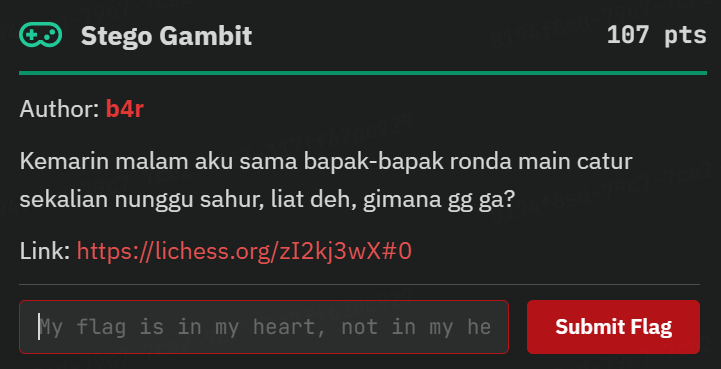 Stego Gambit 107 pts
Author: b4r
Kemarin malam aku sama bapak-bapak ronda main catur
sekalian nunggu sahur, liat deh, gimana gg ga?
Link: https://lichess.org/zI2kj3wX#0
My flag is in my heart, not in my he
Submit Flag